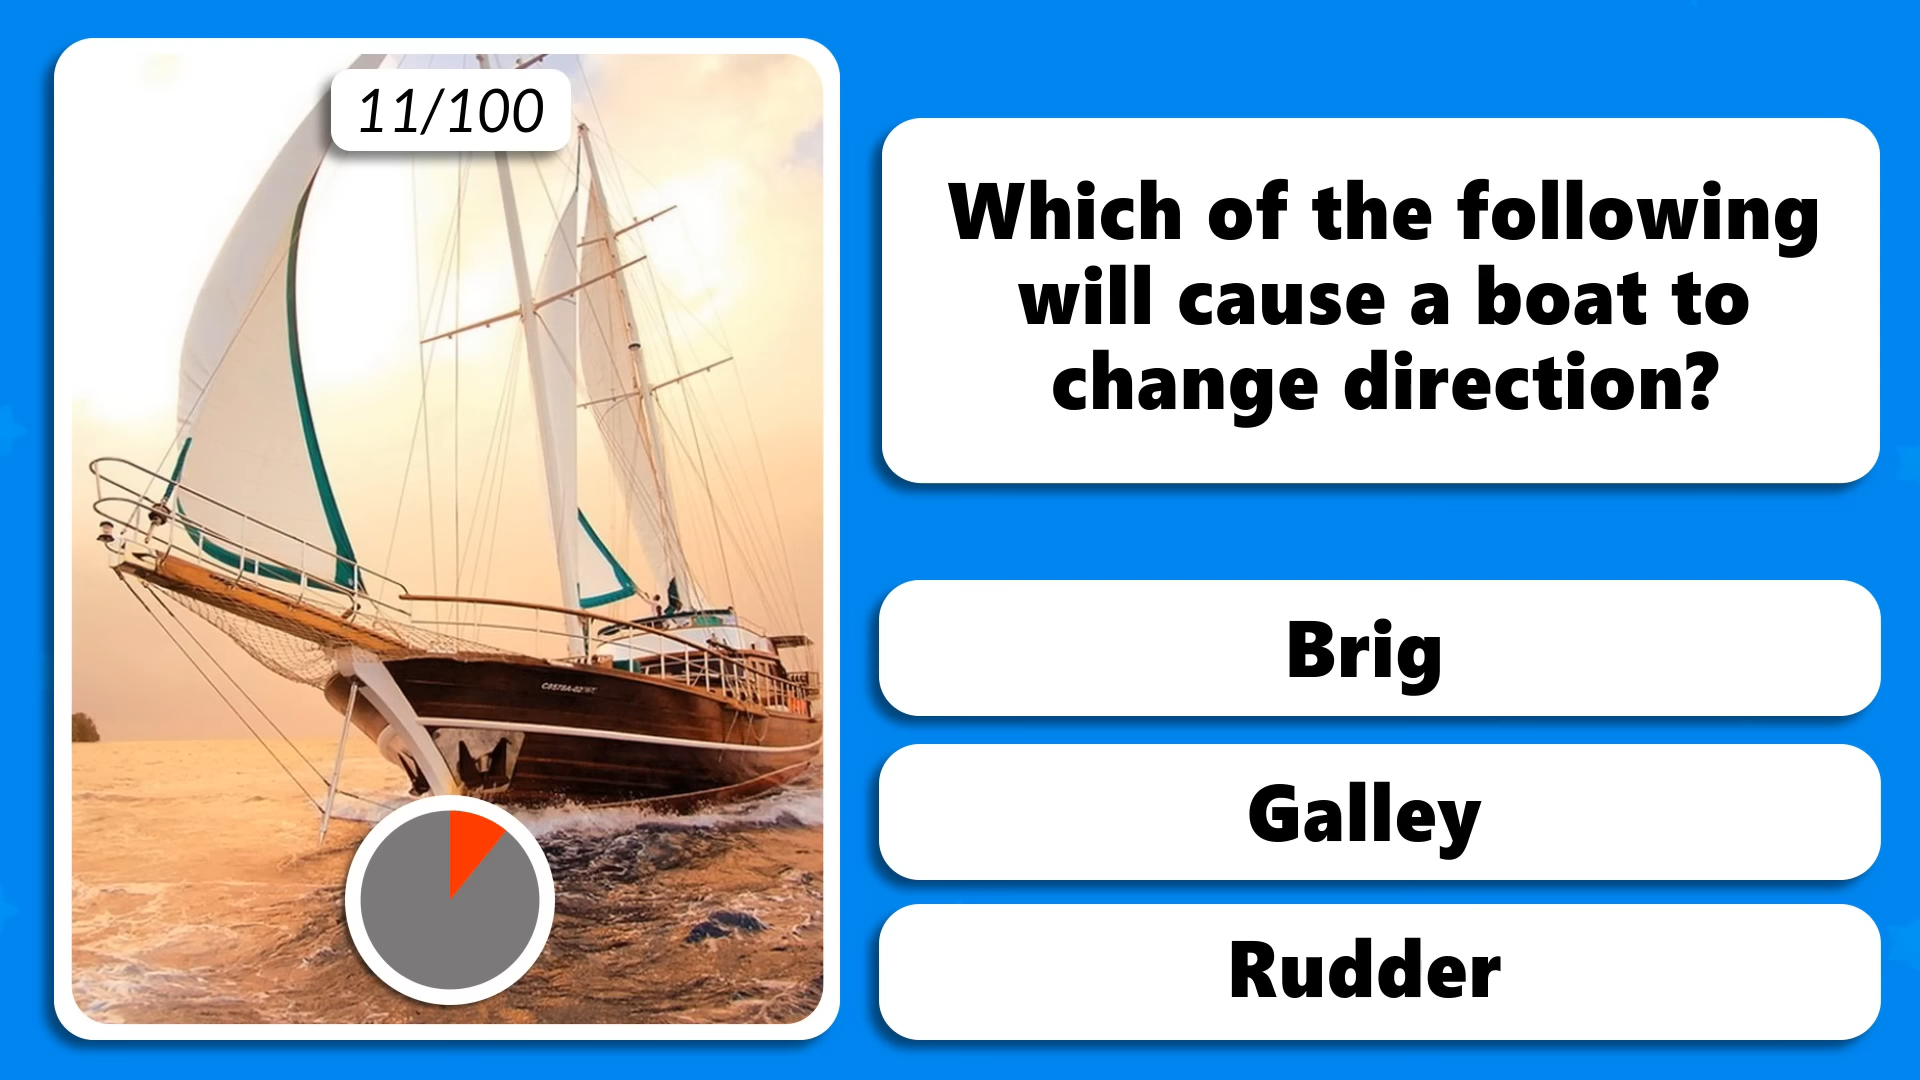 11/100
Which of the following
will cause a boat to
change direction?
Brig
Galley
Rudder